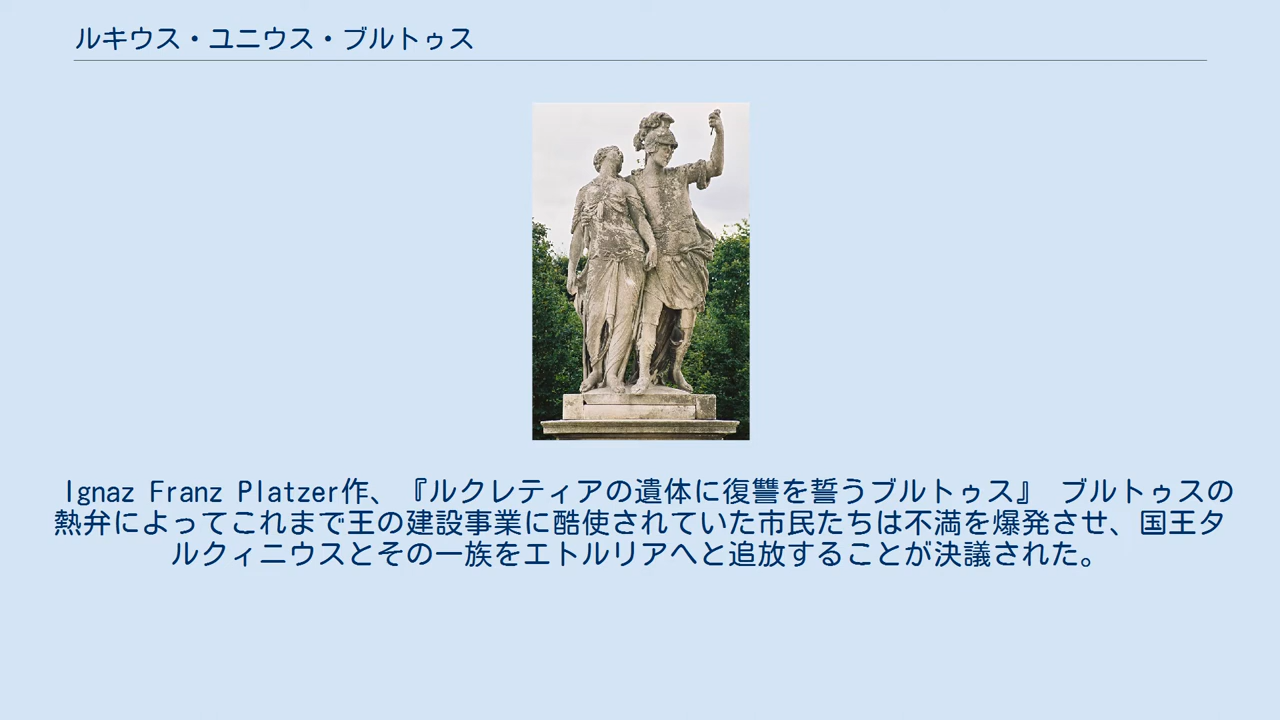 ルキウス・ユニウス・ブルトゥス
Ignaz Franz Platzer作、『ルクレティアの遺体に復讐を誓うブルトゥス』 ブルトゥスの
熱弁によってこれまで王の建設事業に酷使されていた市民たちは不満を爆発させ、国王タ
ルクィニウスとその一族をエトルリアへと追放することが決議された。